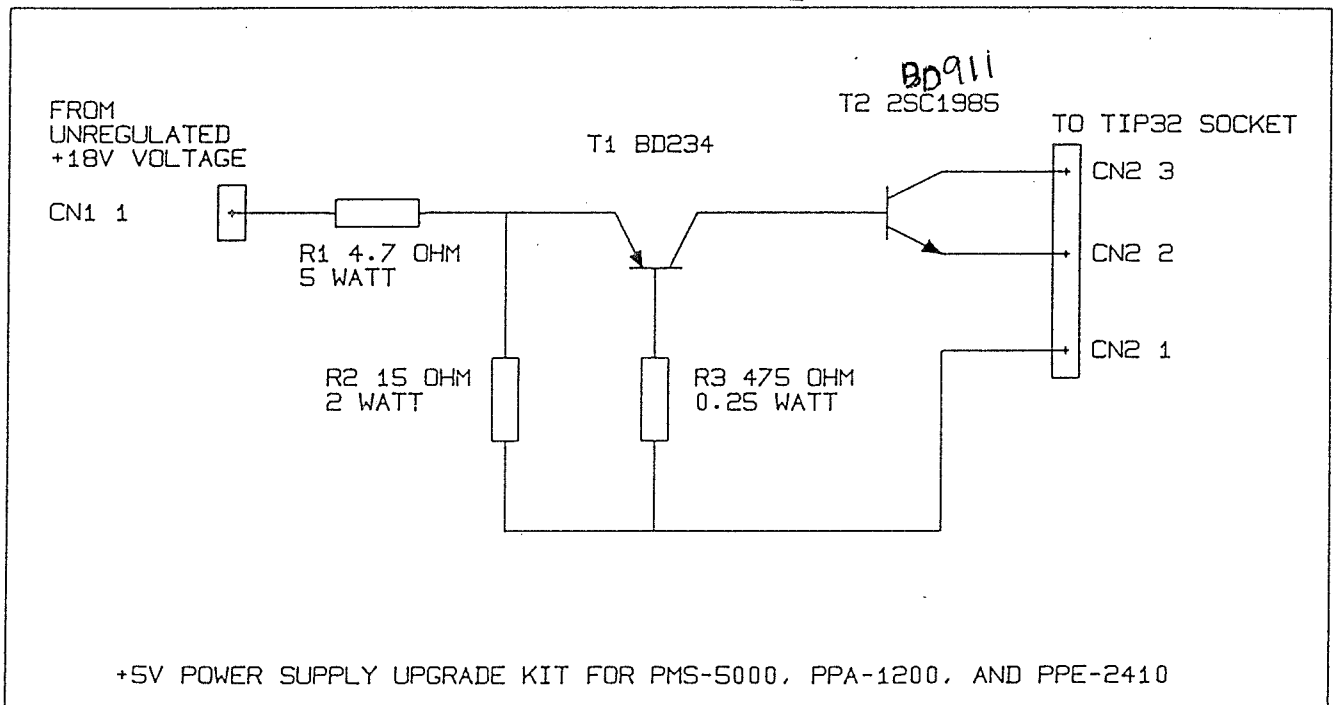 FROM
UNREGULATED
+18V VOLTAGE
CN1 1
R1 4.7 OHM
5 WATT
T1 BD234
BD911
T2 2SC1985
TO TIP32 SOCKET
CN2 3
CN2 2
CN2 1
R2 15 OHM
2 WATT
R3 475 OHM
0.25 WATT
+5V POWER SUPPLY UPGRADE KIT FOR PMS-5000, PPA-1200, AND PPE-2410